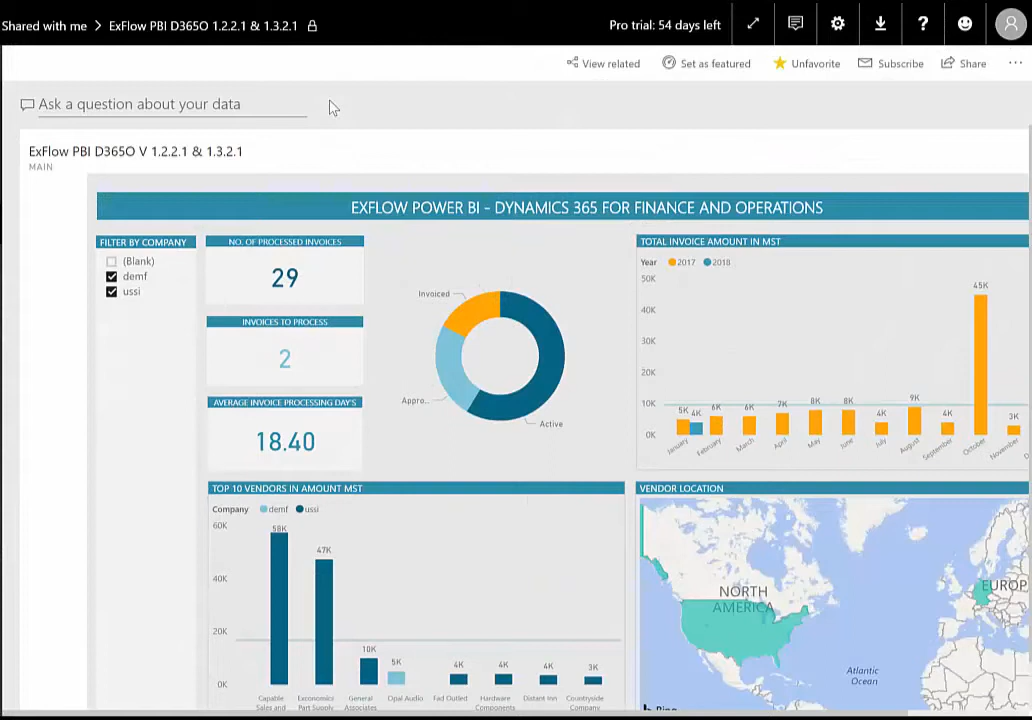 Shared with me > ExFlow PBI D365O 1.2.2.1 & 1.3.2.1
Pro trial: 54 days left
View related
Set as featured
Unfavorite
Subscribe
Share
Ask a question about your data
ExFlow PBI D365O V 1.2.2.1 & 1.3.2.1
MAIN
EXFLOW POWER BI - DYNAMICS 365 FOR FINANCE AND OPERATIONS
FILTER BY COMPANY
(Blank)
demf
ussi
NO. OF PROCESSED INVOICES
29
INVOICES TO PROCESS
2
AVERAGE INVOICE PROCESSING DAY'S
18.40
Invoiced
Appro...
Active
TOTAL INVOICE AMOUNT IN MST
Year 2017 2018
50K
40K
30K
20K
10K
0K
5K 4K 6K 6K 7K 8K 8K 4K 9K 4K 45K 3K
January February March April May June July August September October November
TOP 10 VENDORS IN AMOUNT MST
Company demf ussi
60K
40K
20K
0K
58K 47K 10K 5K 4K 4K 4K 3K
Capable Sales and
Economics Part Supply
General Associates
Opal Audio
Fad Outled
Hardware Components
Distant Inn
Countryside Company
VENDOR LOCATION
NORTH
AMERICA
EUROP
Atlantic
Ocean
Bing